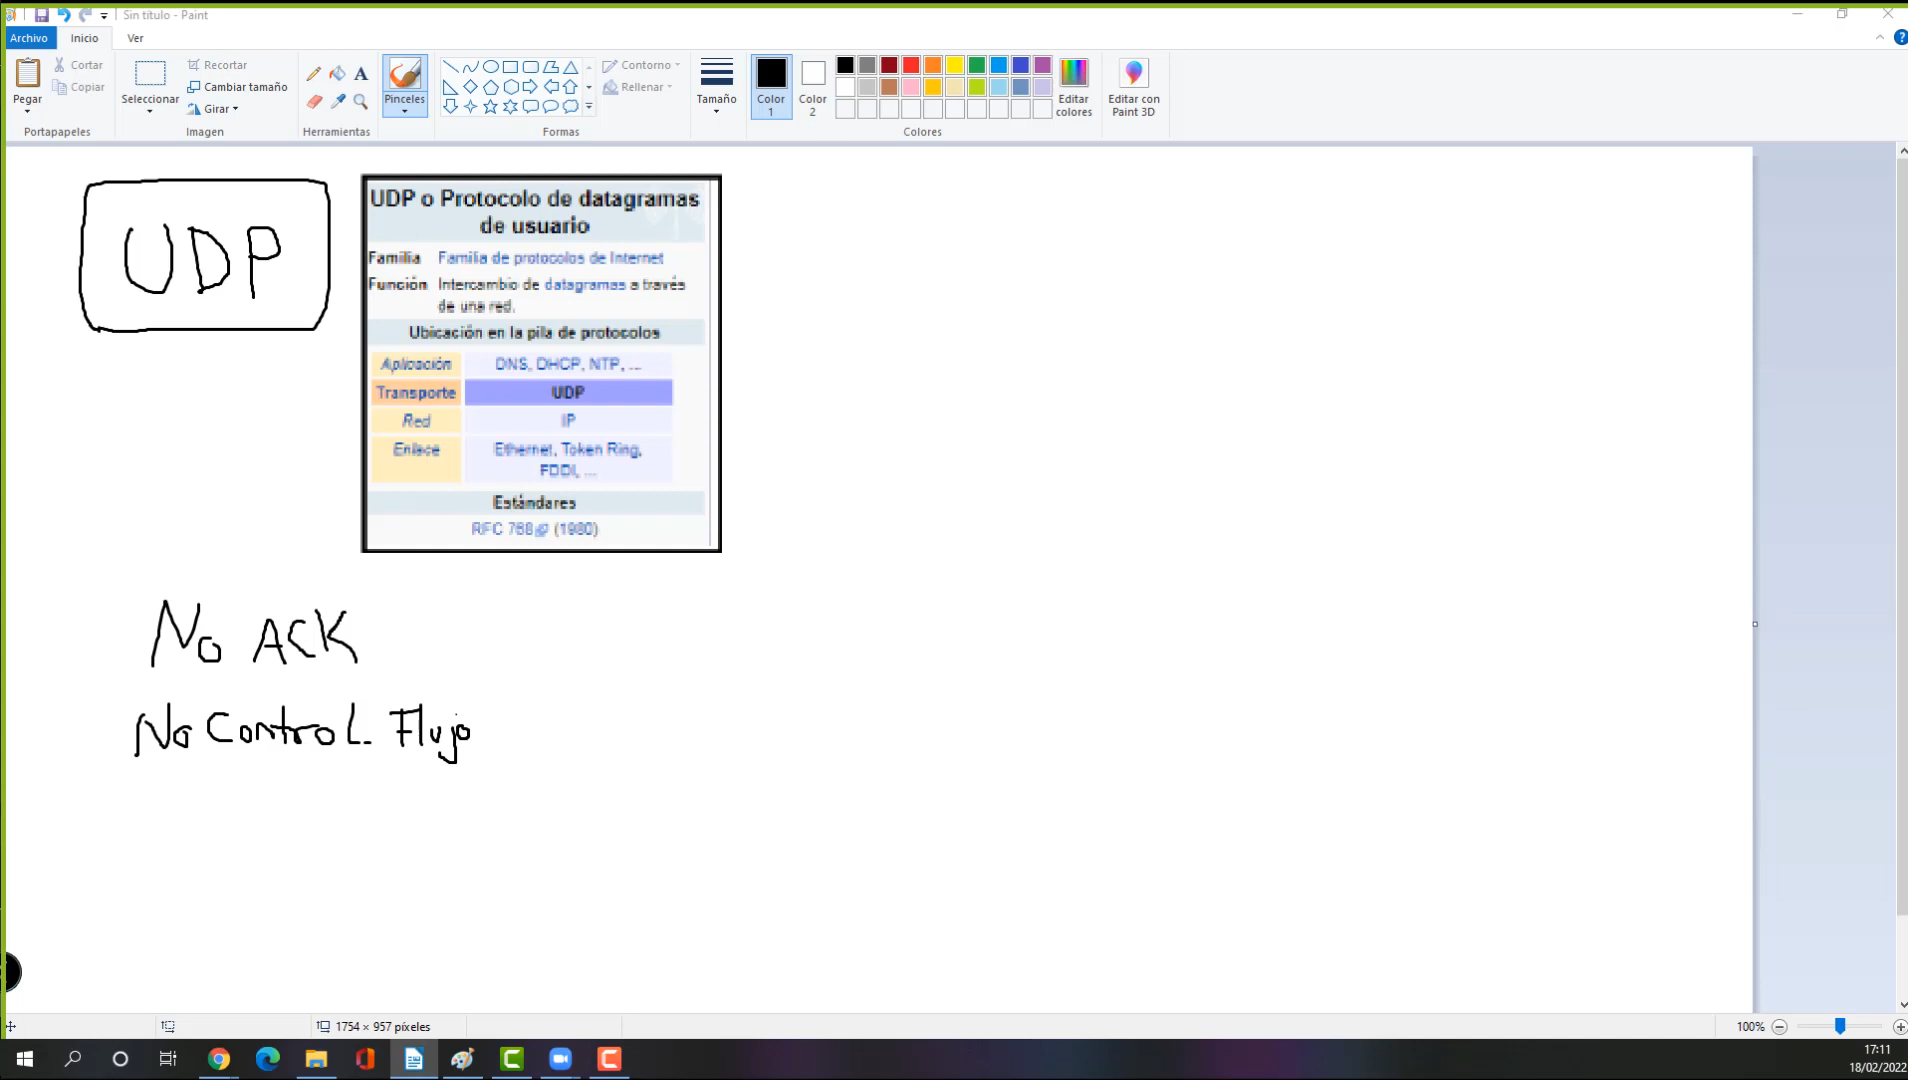 Sin título - Paint
Archivo Inicio Ver
Pegar
Cortar
Copiar
Portapapeles
Seleccionar
Recortar
Cambiar tamaño
Girar
Imagen
A
Herramientas
Pinceles
Contorno
Rellenar
Formas
Tamaño
Color 1
Color 2
Editar colores
Colores
Editar con Paint 3D
UDP
UDP o Protocolo de datagramas
de usuario
Familia Familia de protocolos de Internet
Función Intercambio de datagramas a través
de una red.
Ubicación en la pila de protocolos
Aplicación DNS, DHCP, NTP, ...
Transporte UDP
Red IP
Enlace Ethernet, Token Ring,
FDDI, ...
Estándares
RFC 768 (1980)
No ACK
No Control Flujo
1754 × 957 píxeles
100%
17:11
18/02/2022